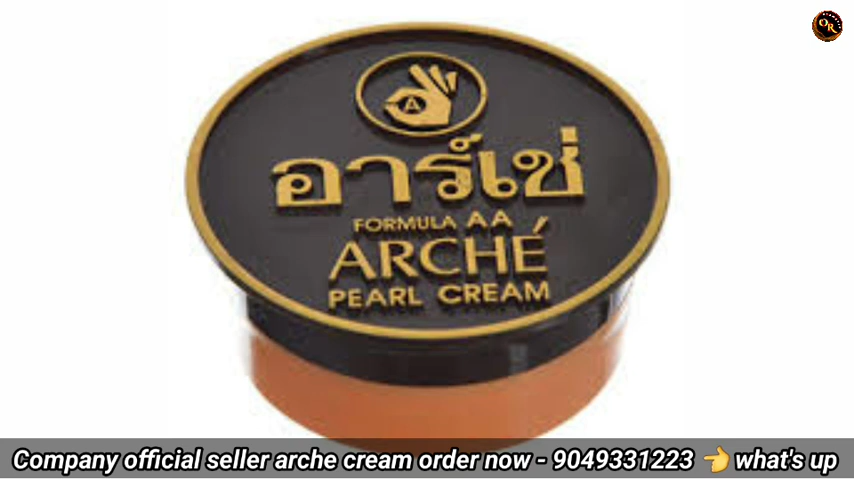 OR
A
อาร์เช่
FORMULA AA
ARCHÉ
PEARL CREAM
Company official seller arche cream order now - 9049331223 👈 what's up